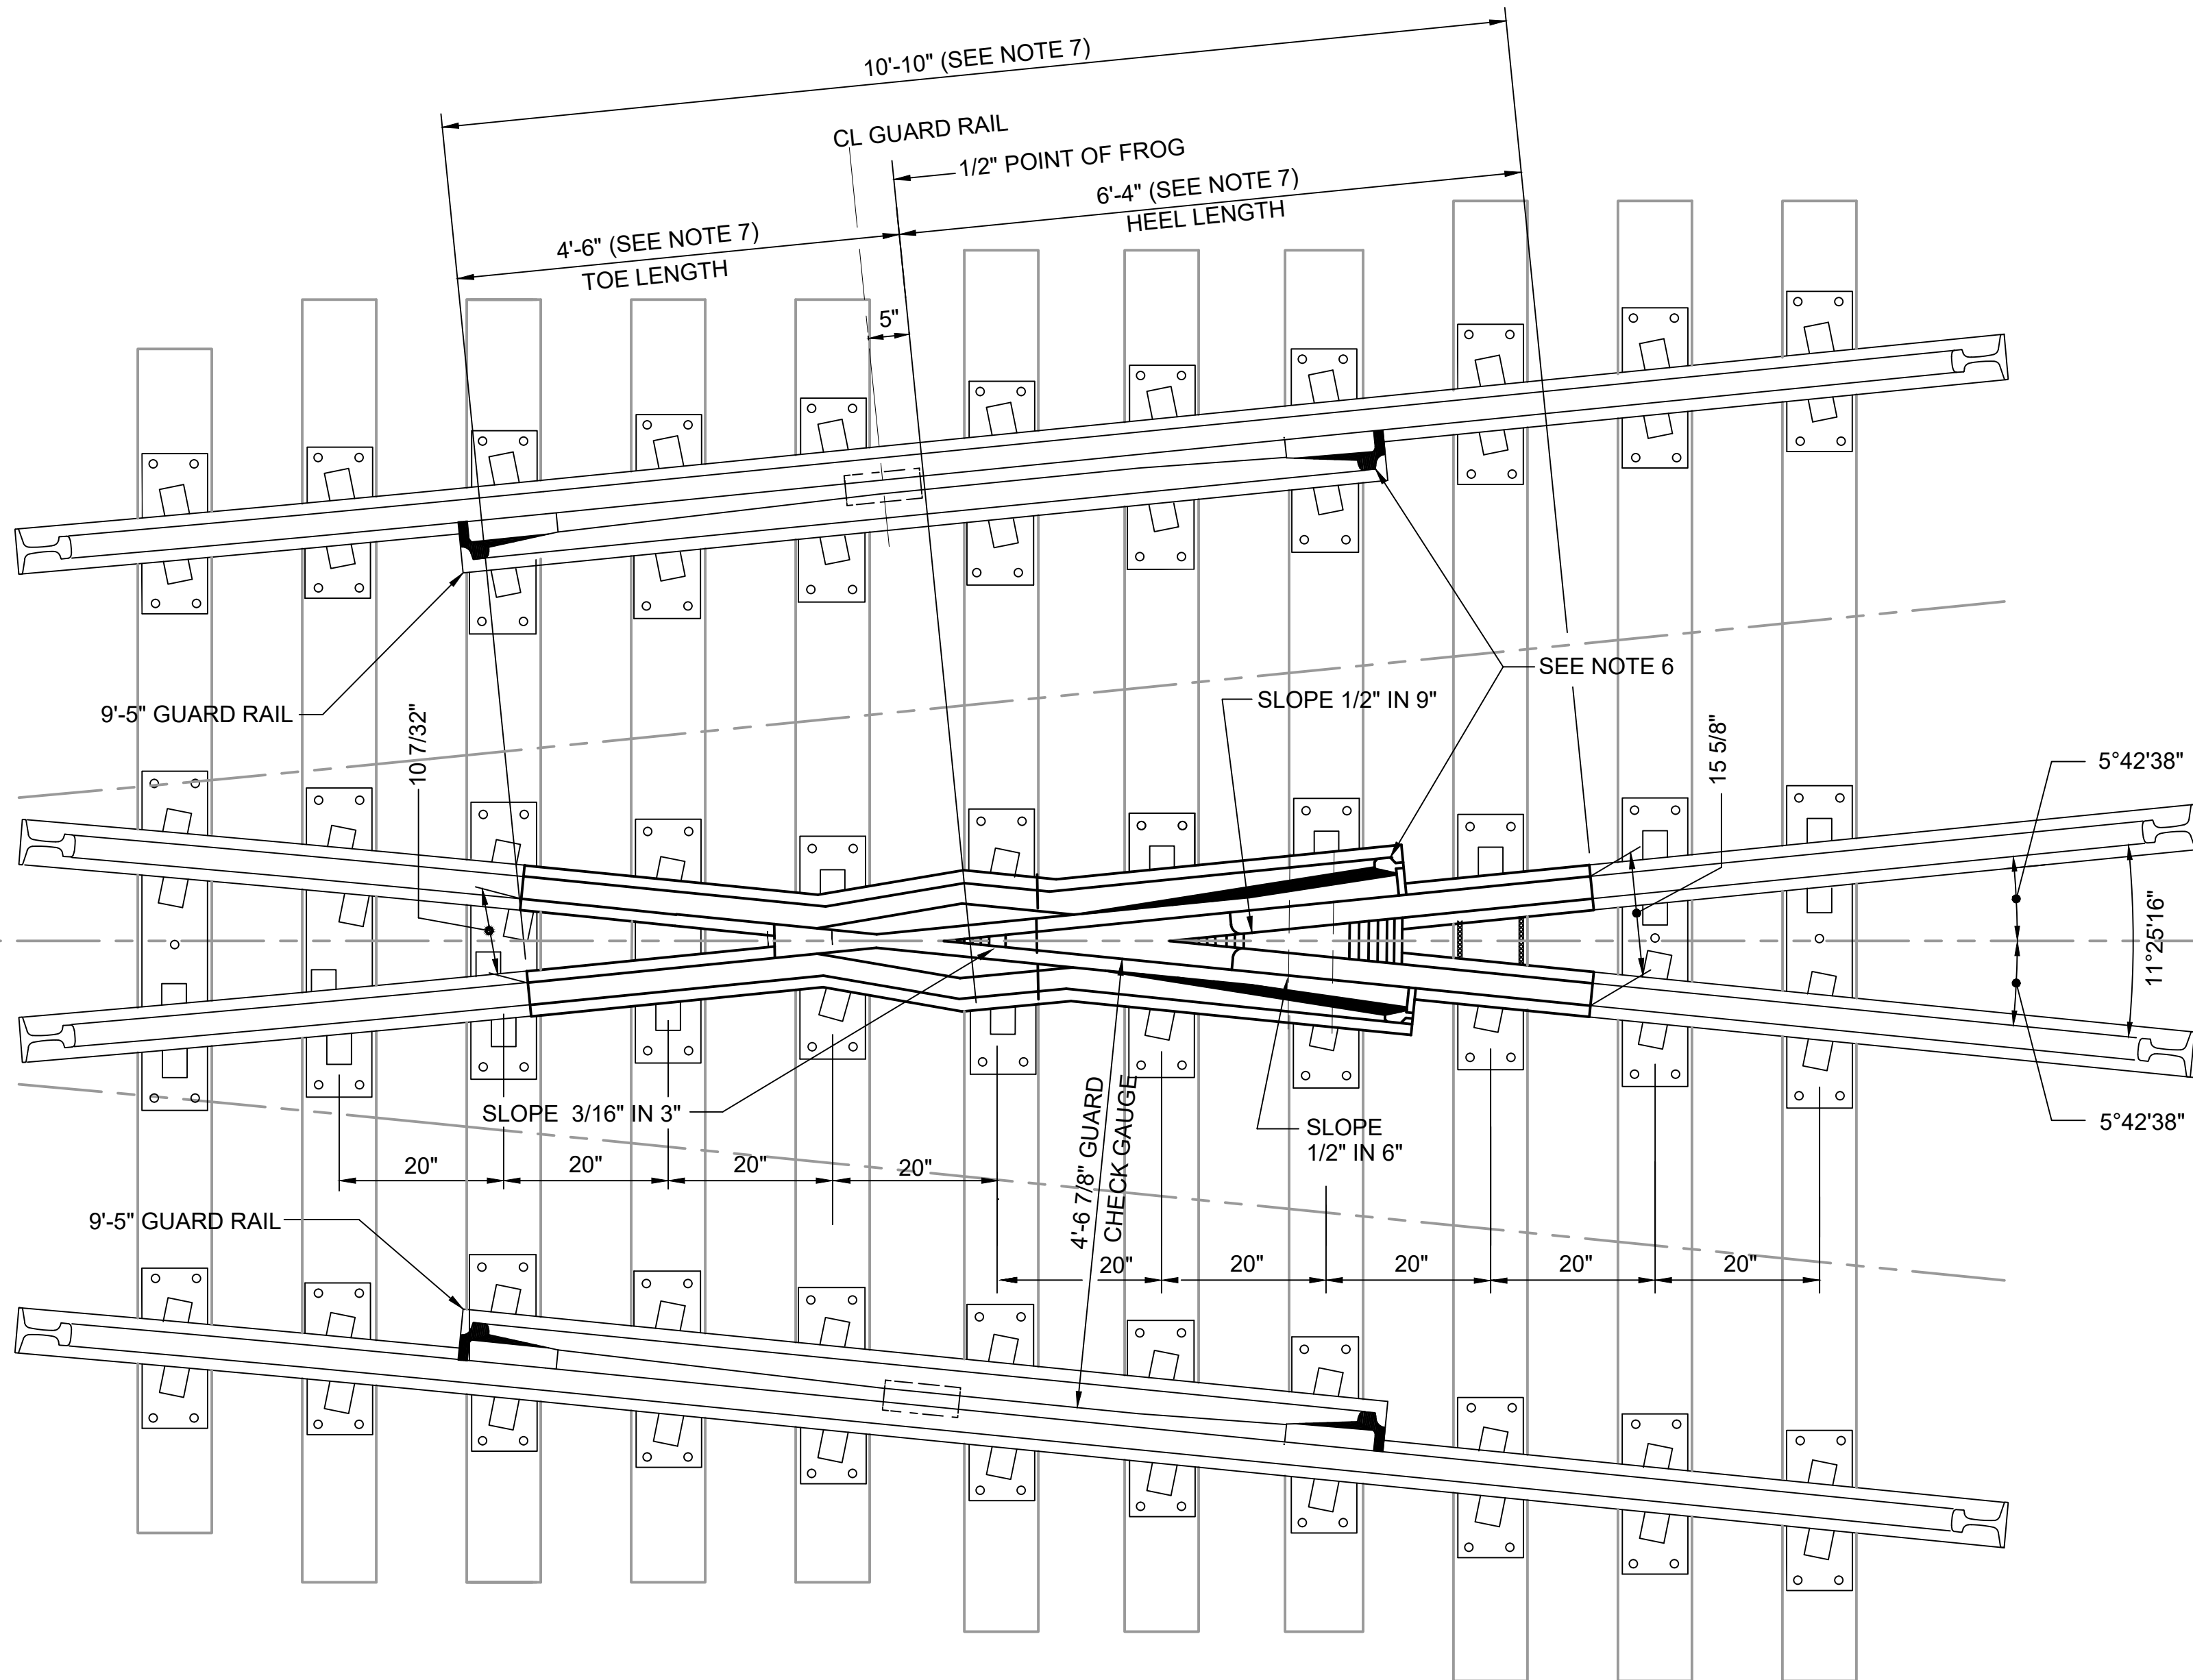 10'-10" (SEE NOTE 7)
CL GUARD RAIL
1/2" POINT OF FROG
6'-4" (SEE NOTE 7)
HEEL LENGTH
4'-6" (SEE NOTE 7)
TOE LENGTH
5"
SEE NOTE 6
SLOPE 1/2" IN 9"
9'-5" GUARD RAIL
10 7/32"
15 5/8"
5°42'38"
11°25'16"
5°42'38"
SLOPE 3/16" IN 3"
4'-6 7/8" GUARD
CHECK GAUGE
SLOPE
1/2" IN 6"
20"
20"
20"
20"
9'-5" GUARD RAIL
20"
20"
20"
20"
20"